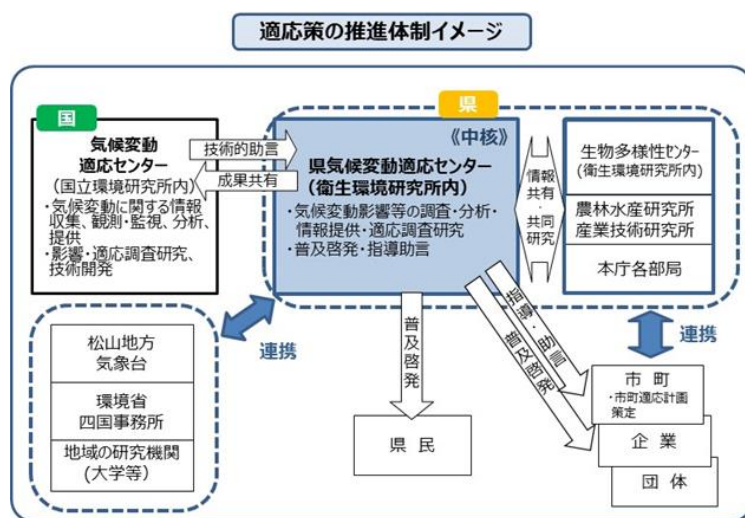 適応策の推進体制イメージ
国
気候変動
適応センター
（国立環境研究所内）
・気候変動に関する情報
収集、観測・監視、分析、
提供
・影響・適応調査研究、
技術開発
技術的助言
成果共有
県
《中核》
県気候変動適応センター
（衛生環境研究所内）
・気候変動影響等の調査・分析・
情報提供・適応調査研究
・普及啓発・指導助言
情報
共有
・
共同
研究
生物多様性センター
（衛生環境研究所内）
農林水産研究所
産業技術研究所
本庁各部局
連携
松山地方
気象台
環境省
四国事務所
地域の研究機関
(大学等）
普及啓発
県 民
指導・助言
普及啓発
連携
市 町
・市町適応計画
策定
企 業
団 体